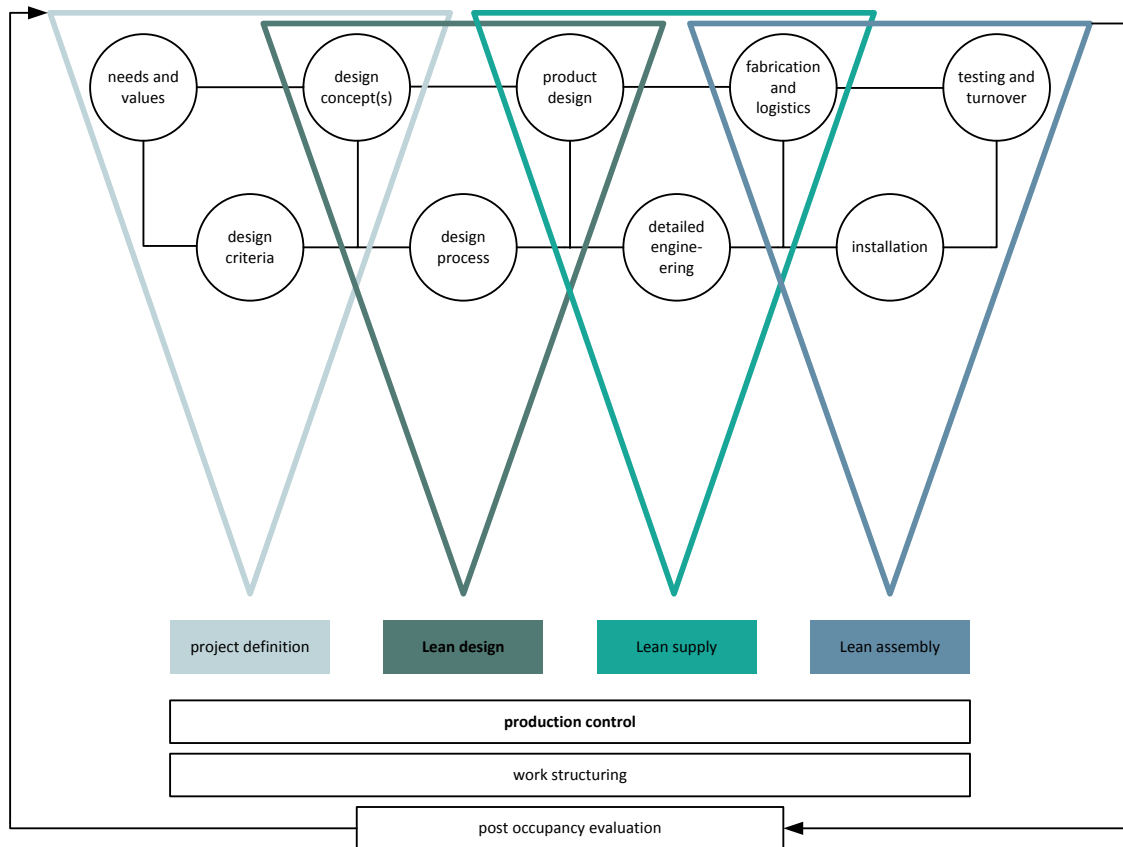 needs and
values
design
concept(s)
product
design
fabrication
and
logistics
testing and
turnover
design
criteria
design
process
detailed
engine-
ering
installation
project definition
Lean design
Lean supply
Lean assembly
production control
work structuring
post occupancy evaluation